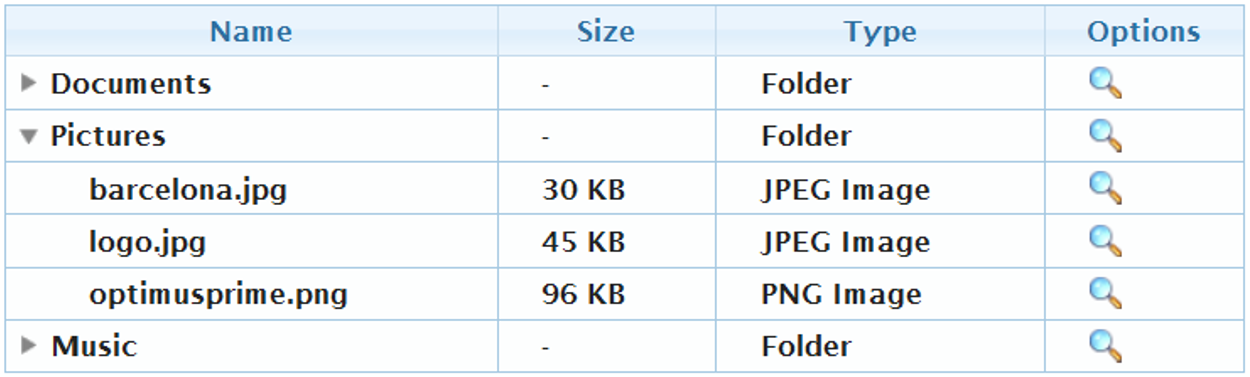 Name Size Type Options
Documents - Folder
Pictures - Folder
barcelona.jpg 30 KB JPEG Image
logo.jpg 45 KB JPEG Image
optimusprime.png 96 KB PNG Image
Music - Folder